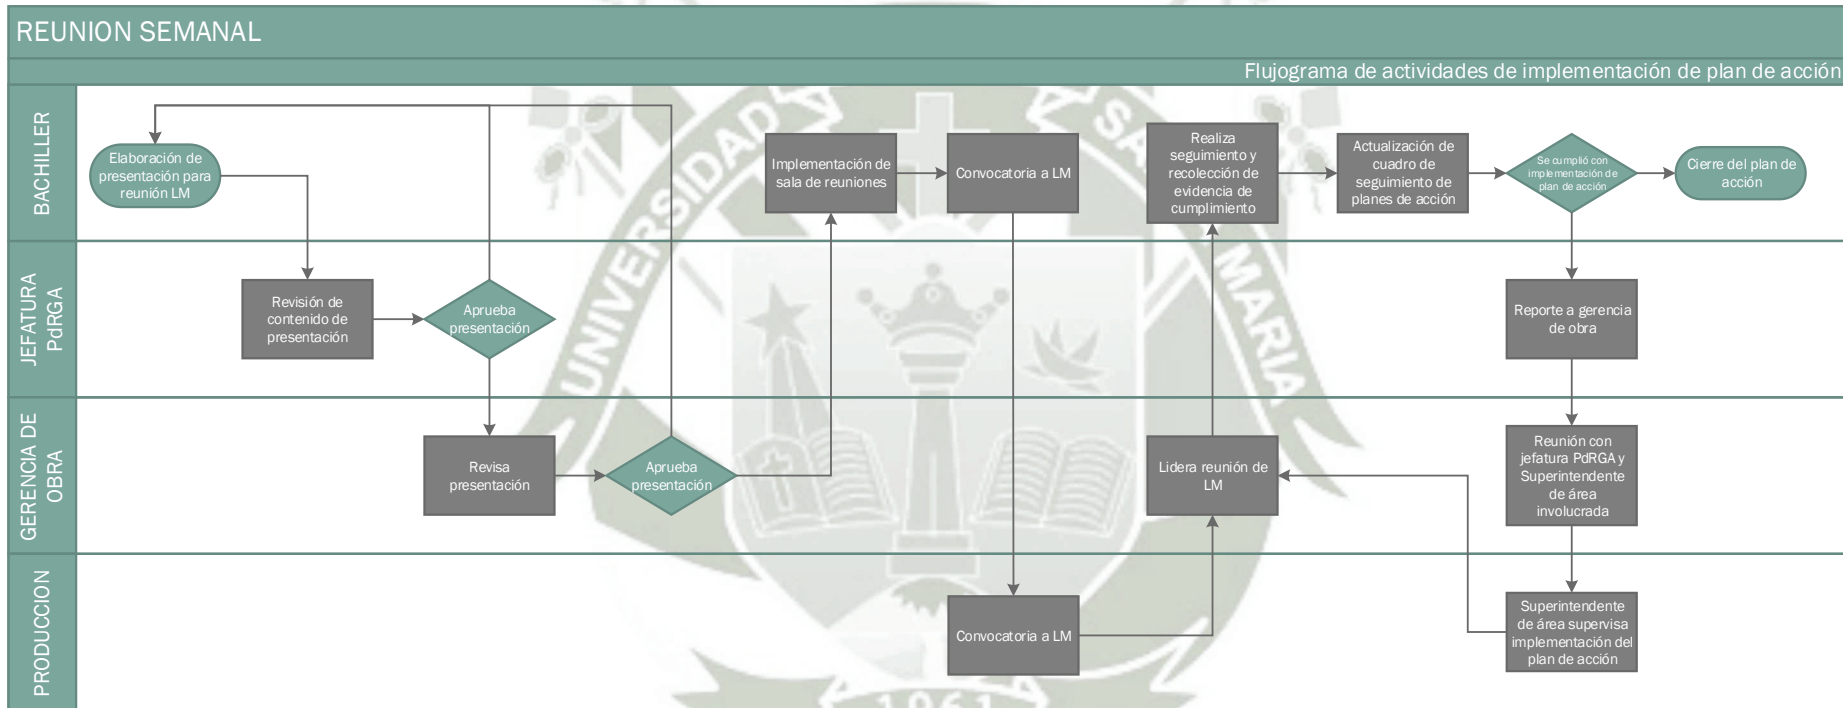 REUNION SEMANAL
Flujograma de actividades de implementación de plan de acción
BACHILLER
Elaboración de
presentación para
reunión LM
Implementación de
sala de reuniones
Convocatoria a LM
Realiza
seguimiento y
recolección de
evidencia de
cumplimiento
Actualización de
cuadro de
seguimiento de
planes de acción
Se cumplió con
implementación de
plan de acción
Cierre del plan de
acción
JEFATURA
PdRGA
Revisión de
contenido de
presentación
Aprueba
presentación
Reporte a gerencia
de obra
GERENCIA DE
OBRA
Revisa
presentación
Aprueba
presentación
Lidera reunión de
LM
Reunión con
jefatura PdRGA y
Superintendente
de área
involucrada
PRODUCCION
Convocatoria a LM
Superintendente
de área supervisa
implementación del
plan de acción
UNIVERSIDAD
SANTA MARIA
1961